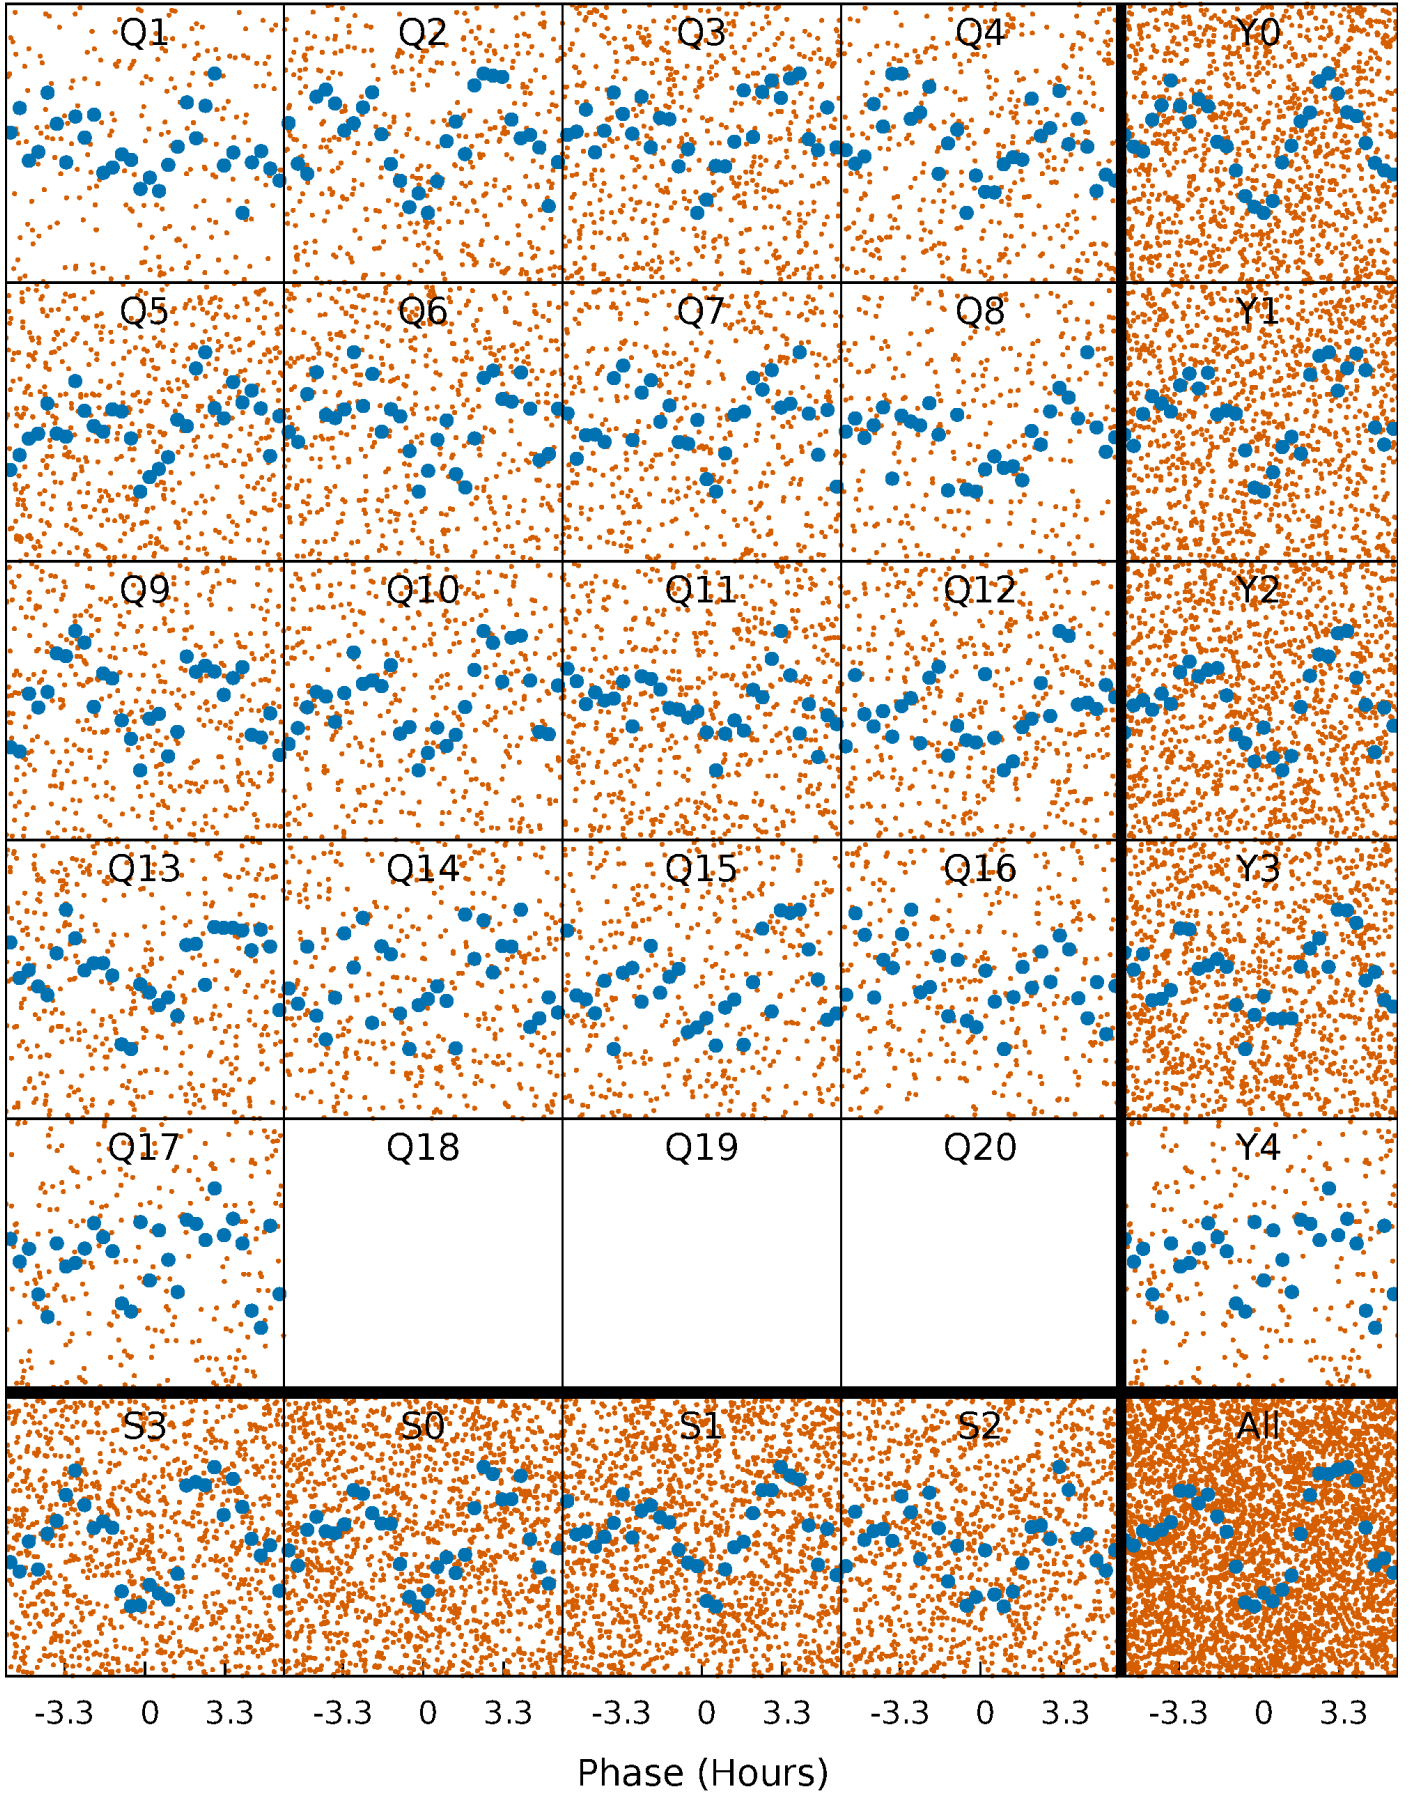 Q1 Q2 Q3 Q4 Y0
Q5 Q6 Q7 Q8 Y1
Q9 Q10 Q11 Q12 Y2
Q13 Q14 Q15 Q16 Y3
Q17 Q18 Q19 Q20 Y4
S3 S0 S1 S2 All
-3.3 0 3.3 -3.3 0 3.3 -3.3 0 3.3 -3.3 0 3.3 -3.3 0 3.3
Phase (Hours)